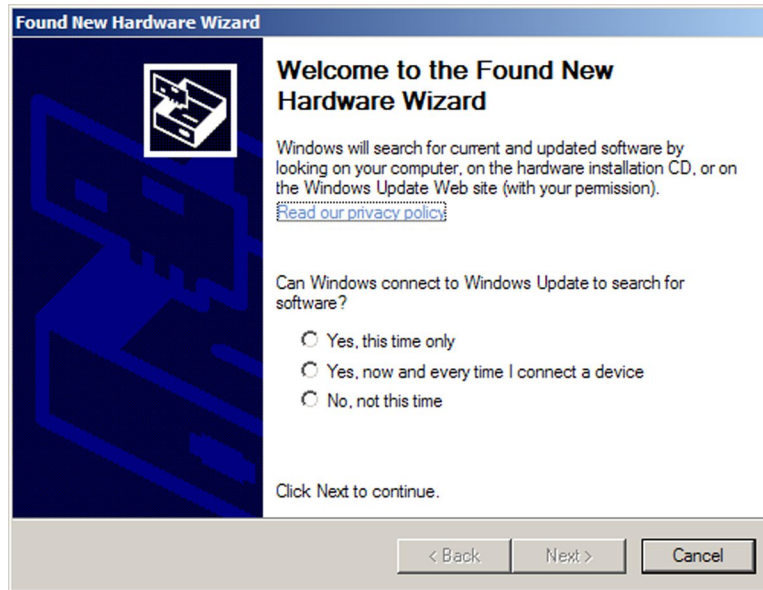 Found New Hardware Wizard
Welcome to the Found New
Hardware Wizard
Windows will search for current and updated software by
looking on your computer, on the hardware installation CD, or on
the Windows Update Web site (with your permission).
Read our privacy policy
Can Windows connect to Windows Update to search for
software?
Yes, this time only
Yes, now and every time I connect a device
No, not this time
Click Next to continue.
< Back Next > Cancel